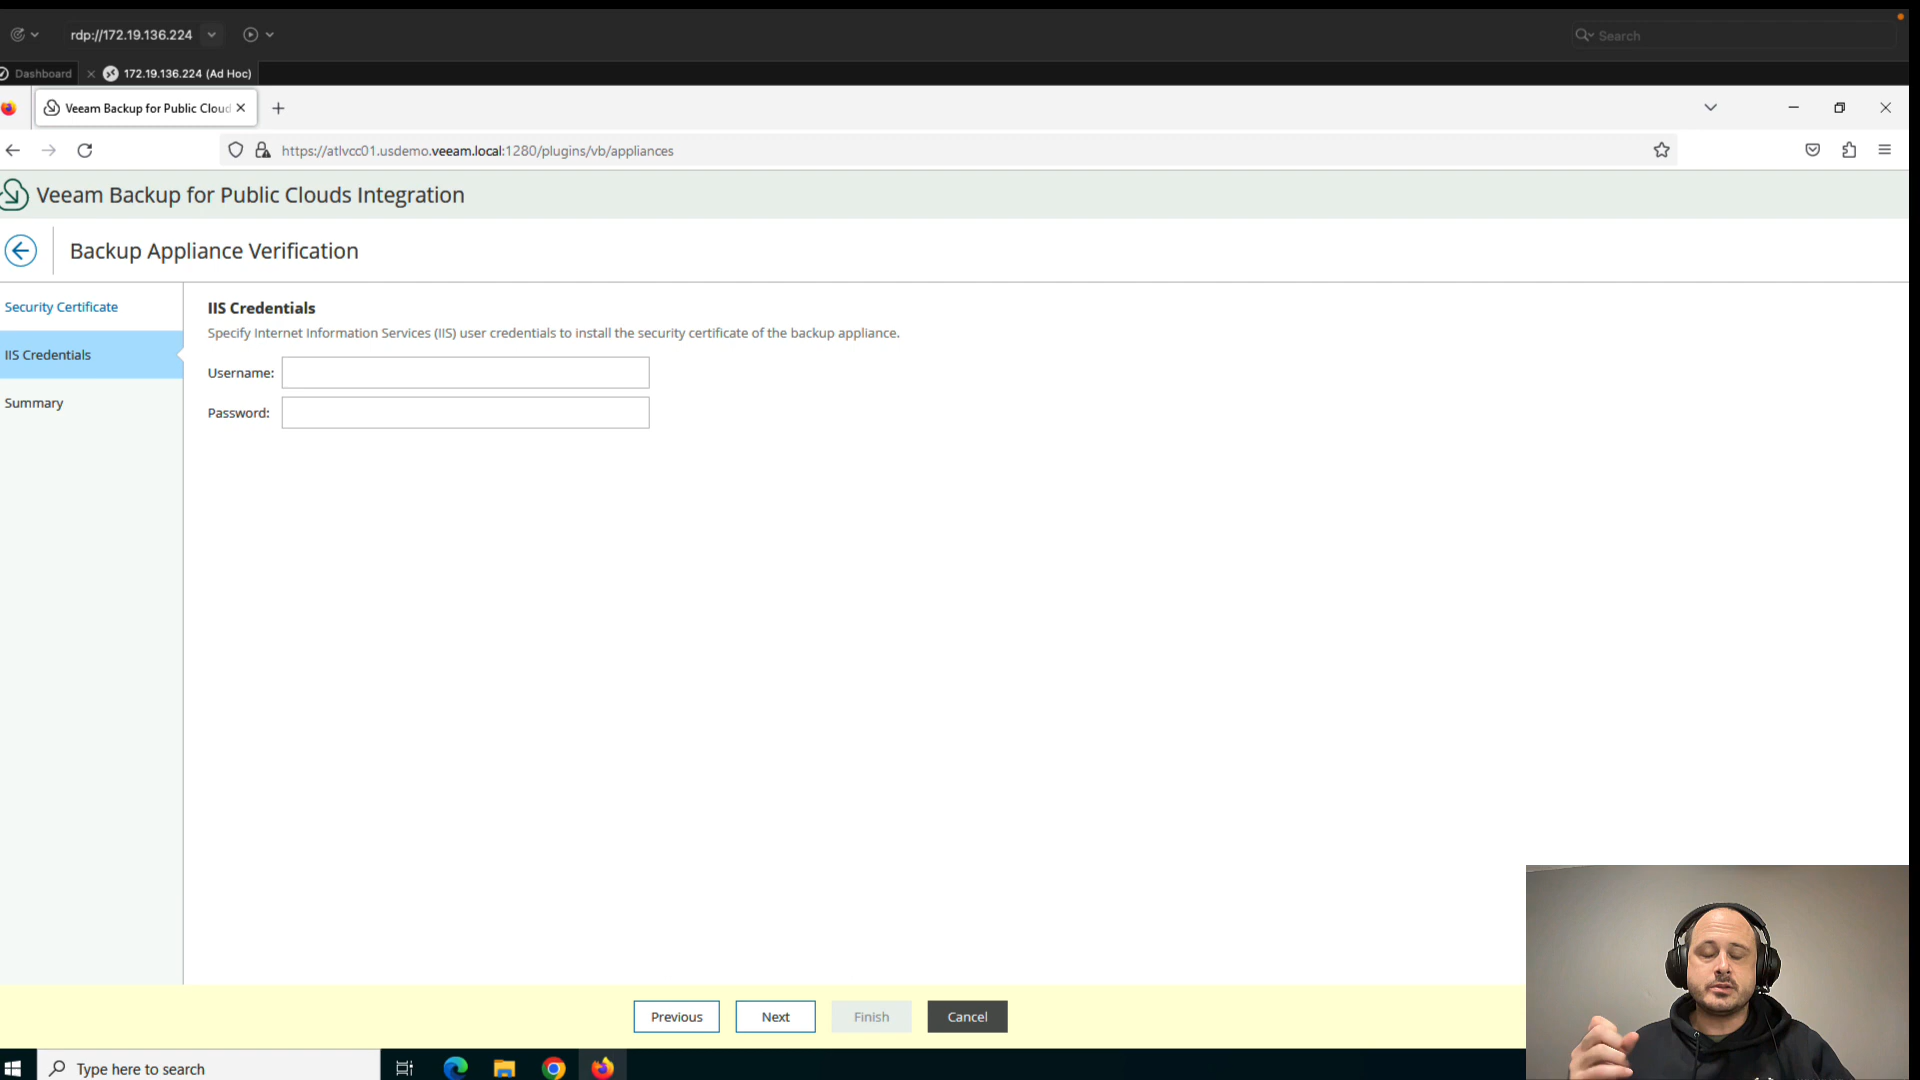 rdp://172.19.136.224
Search
Dashboard
172.19.136.224 (Ad Hoc)
Veeam Backup for Public Cloud
https://atlvcc01.usdemo.veeam.local:1280/plugins/vb/appliances
Veeam Backup for Public Clouds Integration
Backup Appliance Verification
Security Certificate
IIS Credentials
Summary
IIS Credentials
Specify Internet Information Services (IIS) user credentials to install the security certificate of the backup appliance.
Username:
Password:
Previous
Next
Finish
Cancel
Type here to search